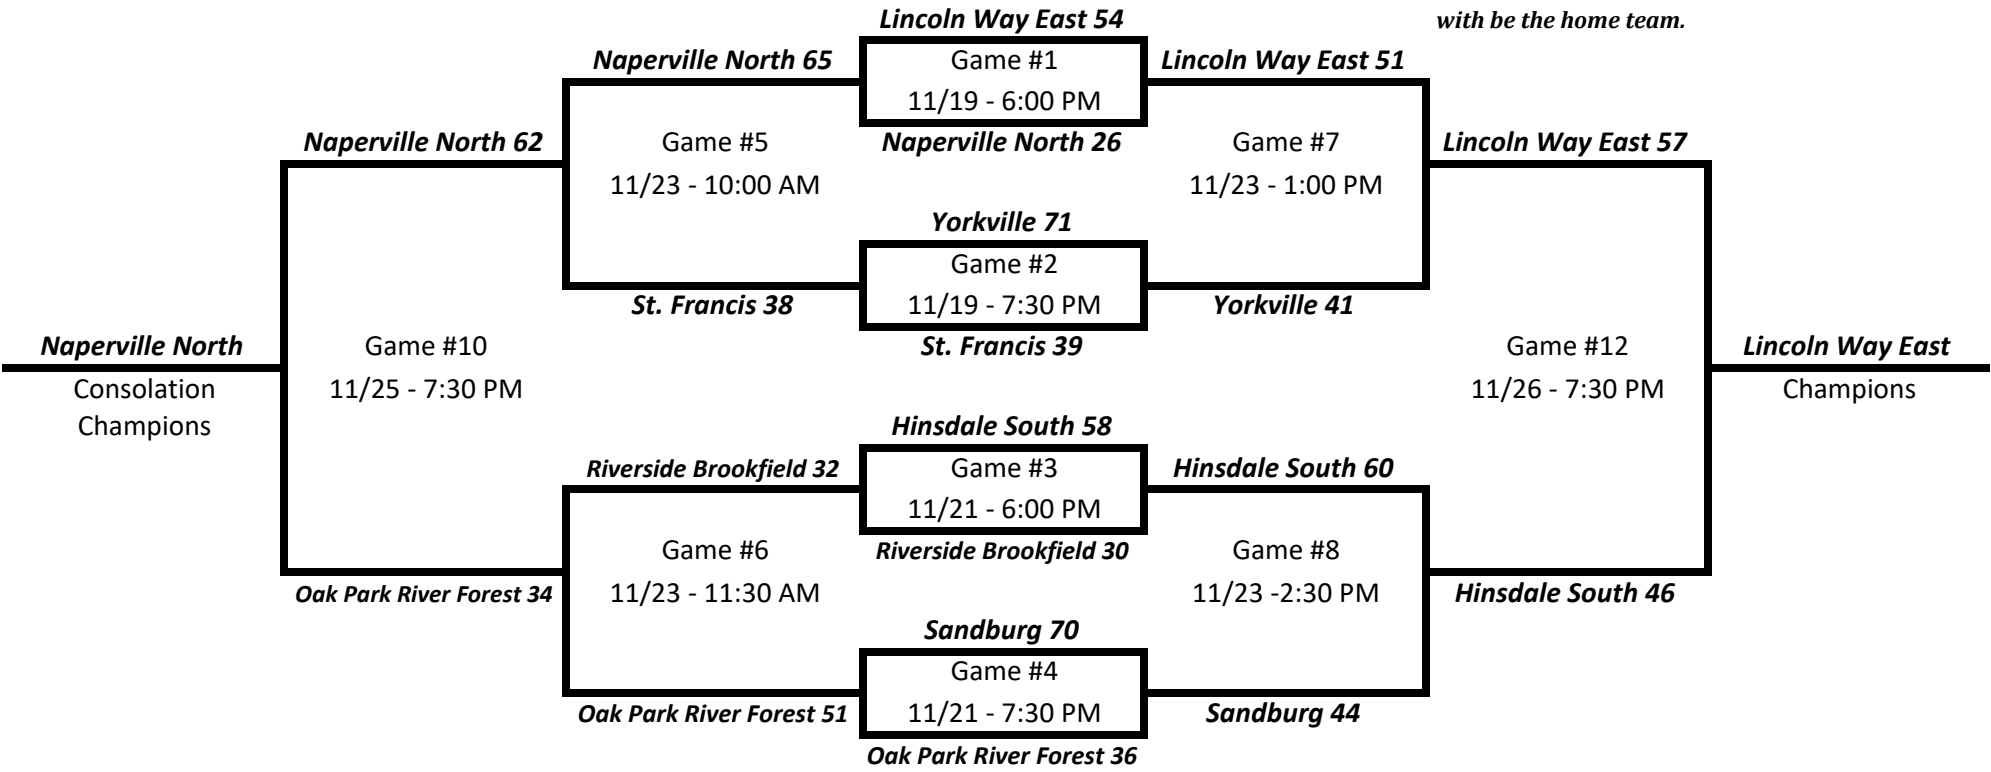 Lincoln Way East 54
with be the home team.
Naperville North 65
Game #1
Lincoln Way East 51
11/19 - 6:00 PM
Naperville North 62
Game #5
Naperville North 26
Game #7
Lincoln Way East 57
11/23 - 10:00 AM
11/23 - 1:00 PM
Yorkville 71
Game #2
St. Francis 38
11/19 - 7:30 PM
Yorkville 41
Naperville North
Game #10
St. Francis 39
Game #12
Lincoln Way East
Consolation
Champions
11/25 - 7:30 PM
11/26 - 7:30 PM
Champions
Hinsdale South 58
Riverside Brookfield 32
Game #3
Hinsdale South 60
11/21 - 6:00 PM
Game #6
Riverside Brookfield 30
Game #8
Oak Park River Forest 34
11/23 - 11:30 AM
11/23 -2:30 PM
Hinsdale South 46
Sandburg 70
Game #4
Oak Park River Forest 51
11/21 - 7:30 PM
Sandburg 44
Oak Park River Forest 36